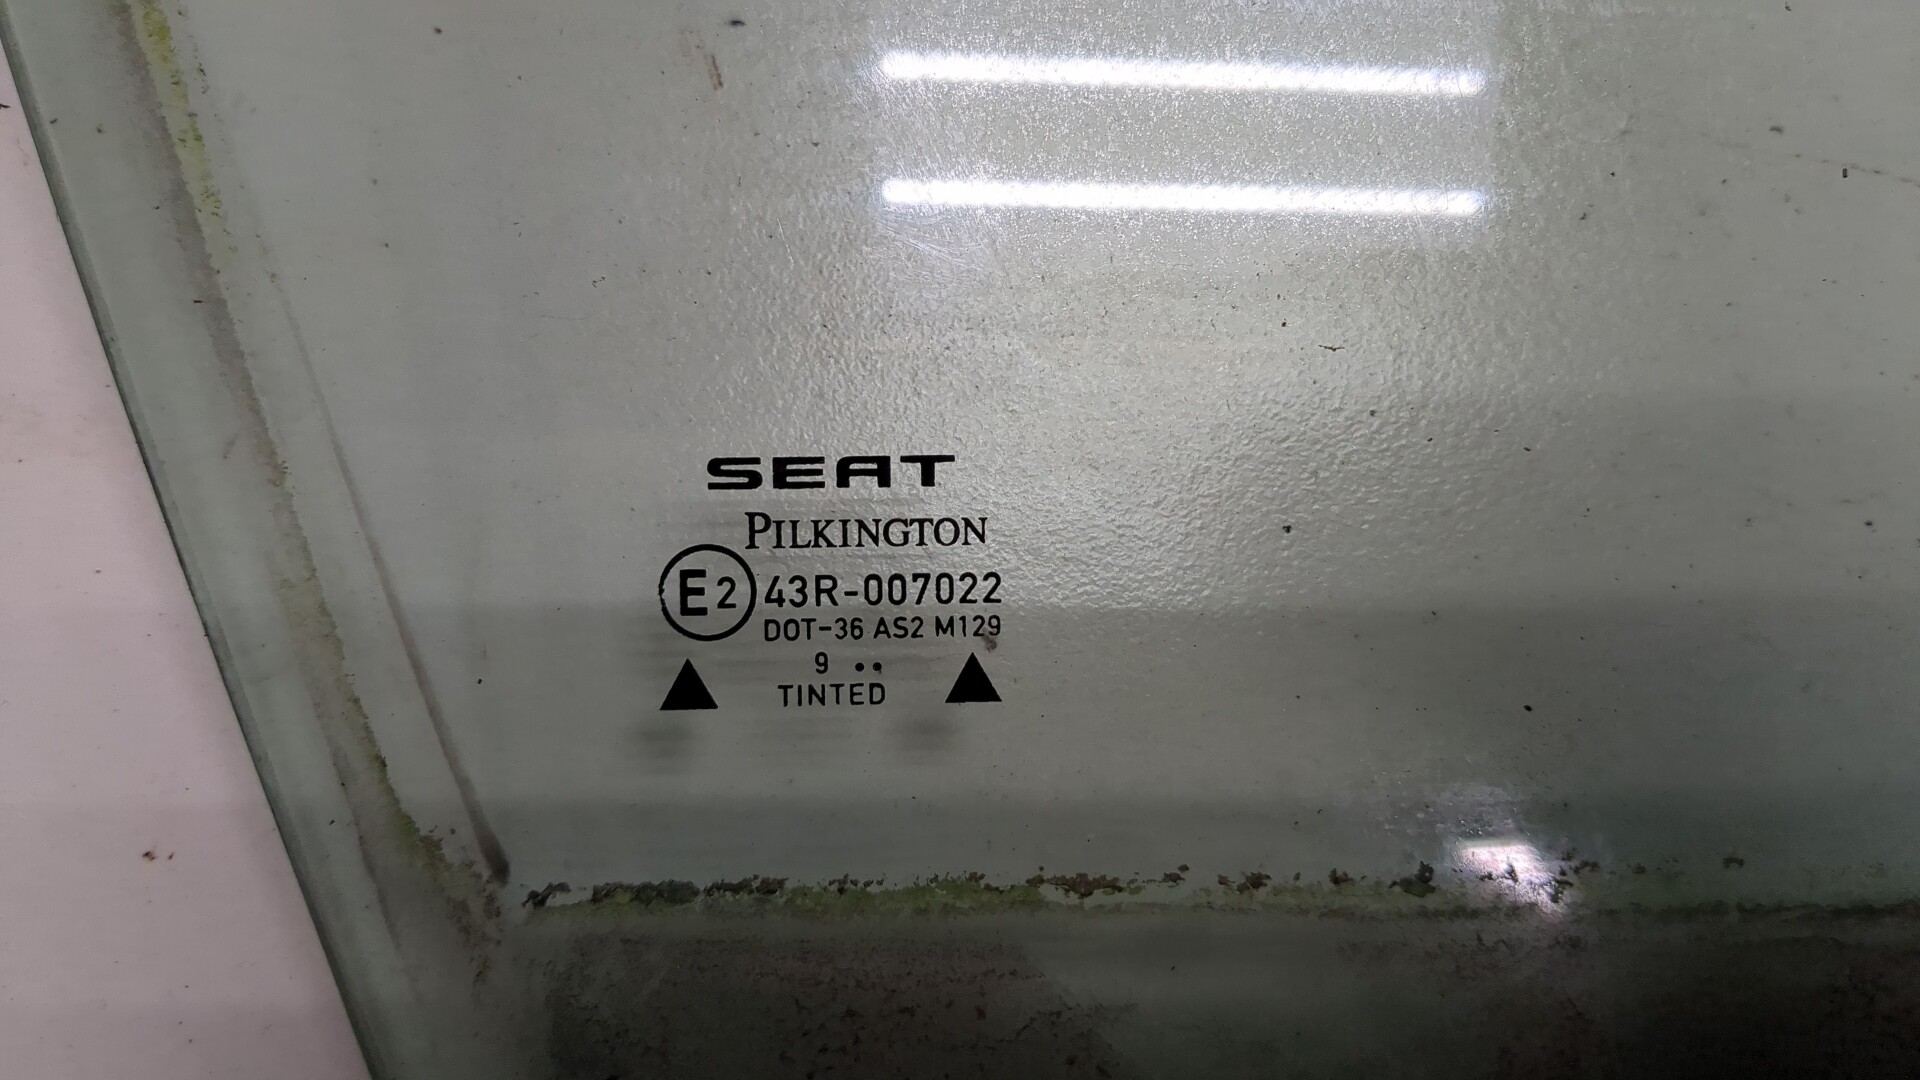 SEAT
PILKINGTON
E2 43R-007022
DOT-36 AS2 M129
9 ••
TINTED